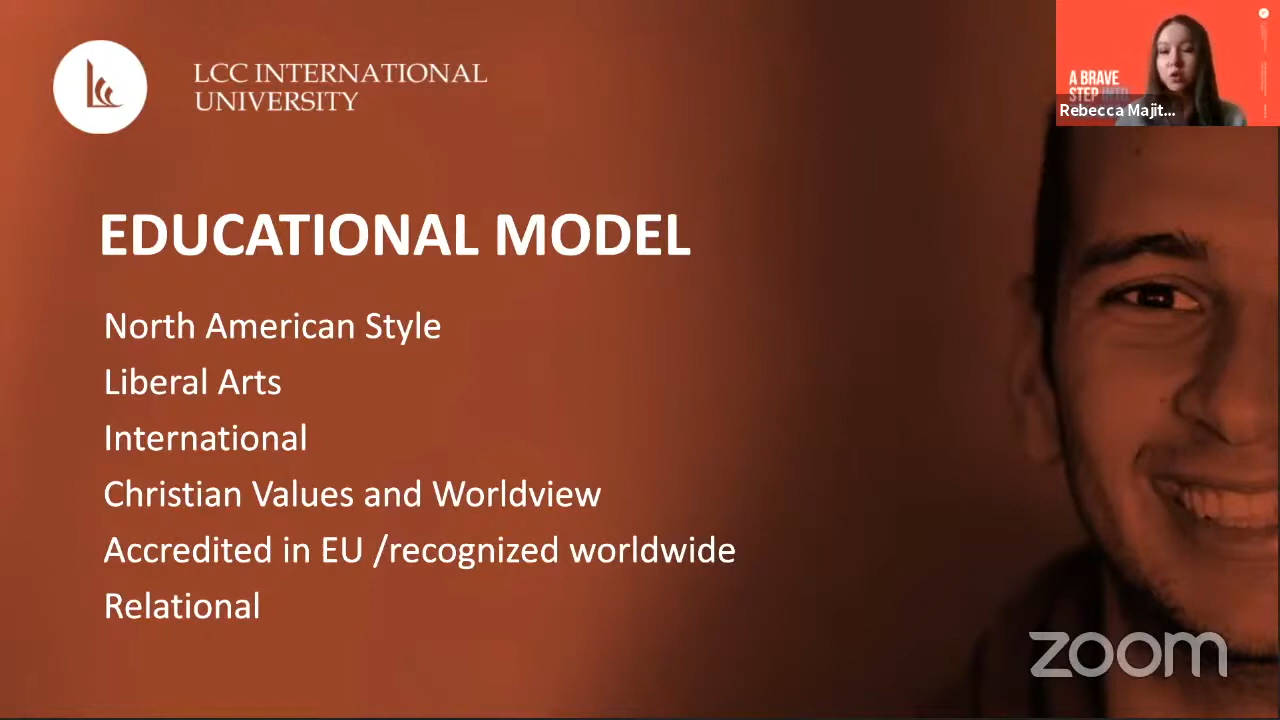 LCC INTERNATIONAL
UNIVERSITY
EDUCATIONAL MODEL
North American Style
Liberal Arts
International
Christian Values and Worldview
Accredited in EU /recognized worldwide
Relational
A BRAVE
STEP INTO
Rebecca Majit...
zoom